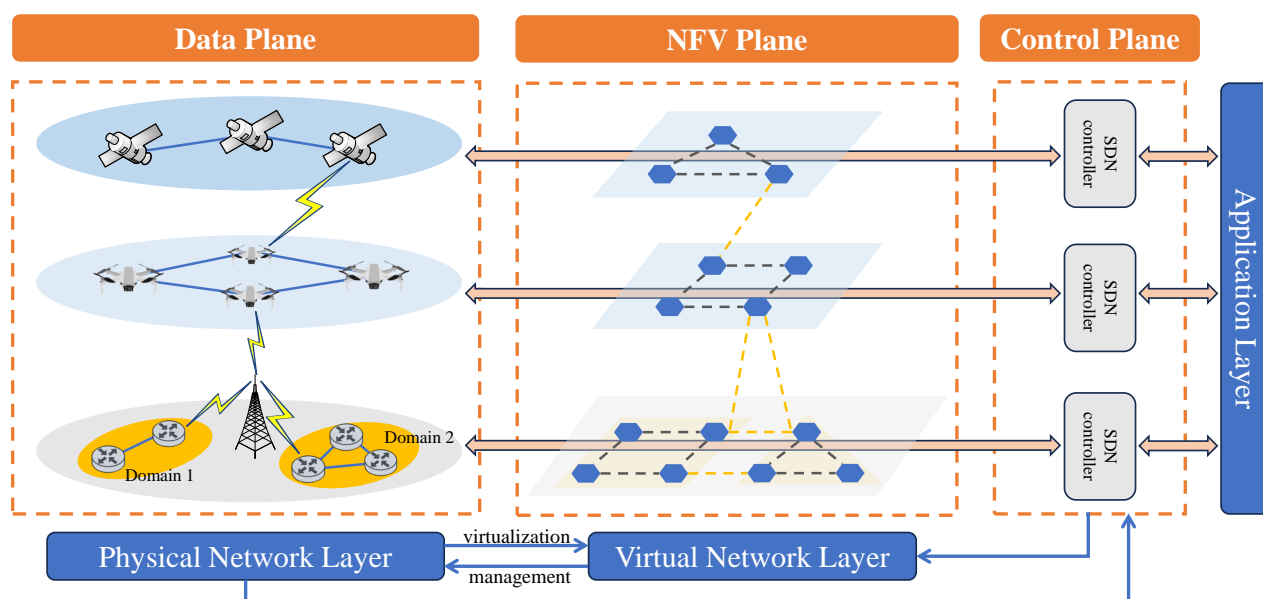 Data Plane
NFV Plane
Control Plane
SDN
controller
SDN
controller
SDN
controller
Application Layer
Domain 1
Domain 2
Physical Network Layer
virtualization
management
Virtual Network Layer